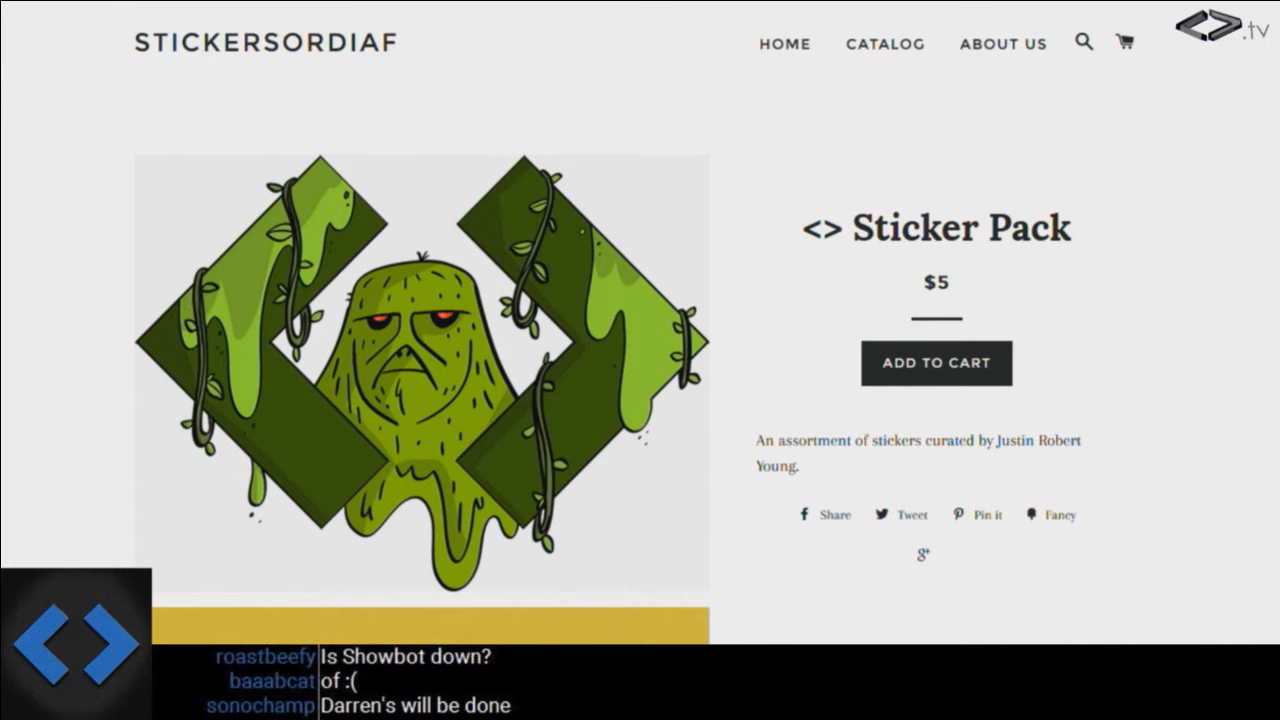 STICKERSORDIAF
HOME CATALOG ABOUT US
<>.tv
<> Sticker Pack
$5
ADD TO CART
An assortment of stickers curated by Justin Robert
Young.
Share Tweet Pin it Fancy
g+
roastbeefy Is Showbot down?
baaabcat of :(
sonochamp Darren's will be done